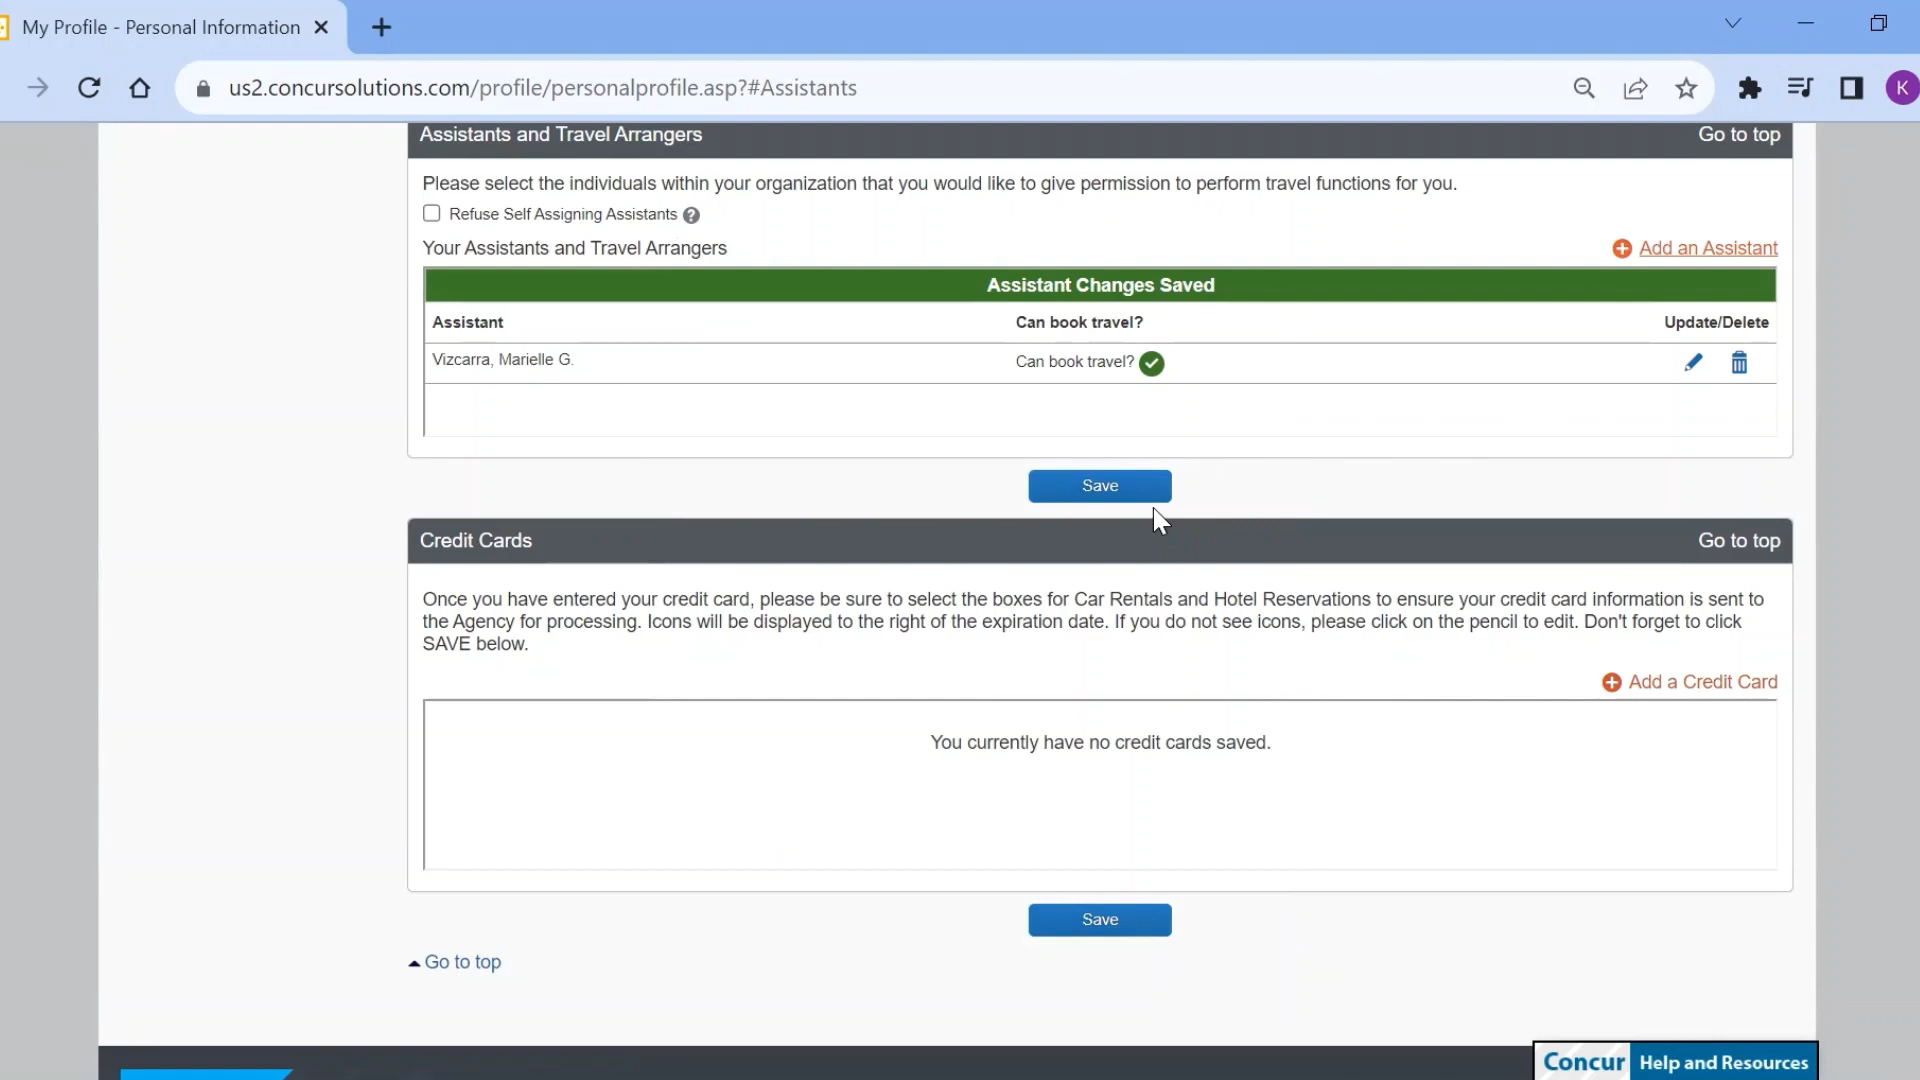 My Profile - Personal Information
us2.concursolutions.com/profile/personalprofile.asp?#Assistants
K
Assistants and Travel Arrangers Go to top
Please select the individuals within your organization that you would like to give permission to perform travel functions for you.
Refuse Self Assigning Assistants ?
Your Assistants and Travel Arrangers Add an Assistant
Assistant Changes Saved
Assistant Can book travel? Update/Delete
Vizcarra, Marielle G. Can book travel?
Save
Credit Cards Go to top
Once you have entered your credit card, please be sure to select the boxes for Car Rentals and Hotel Reservations to ensure your credit card information is sent to
the Agency for processing. Icons will be displayed to the right of the expiration date. If you do not see icons, please click on the pencil to edit. Don't forget to click
SAVE below.
Add a Credit Card
You currently have no credit cards saved.
Save
Go to top
Concur Help and Resources